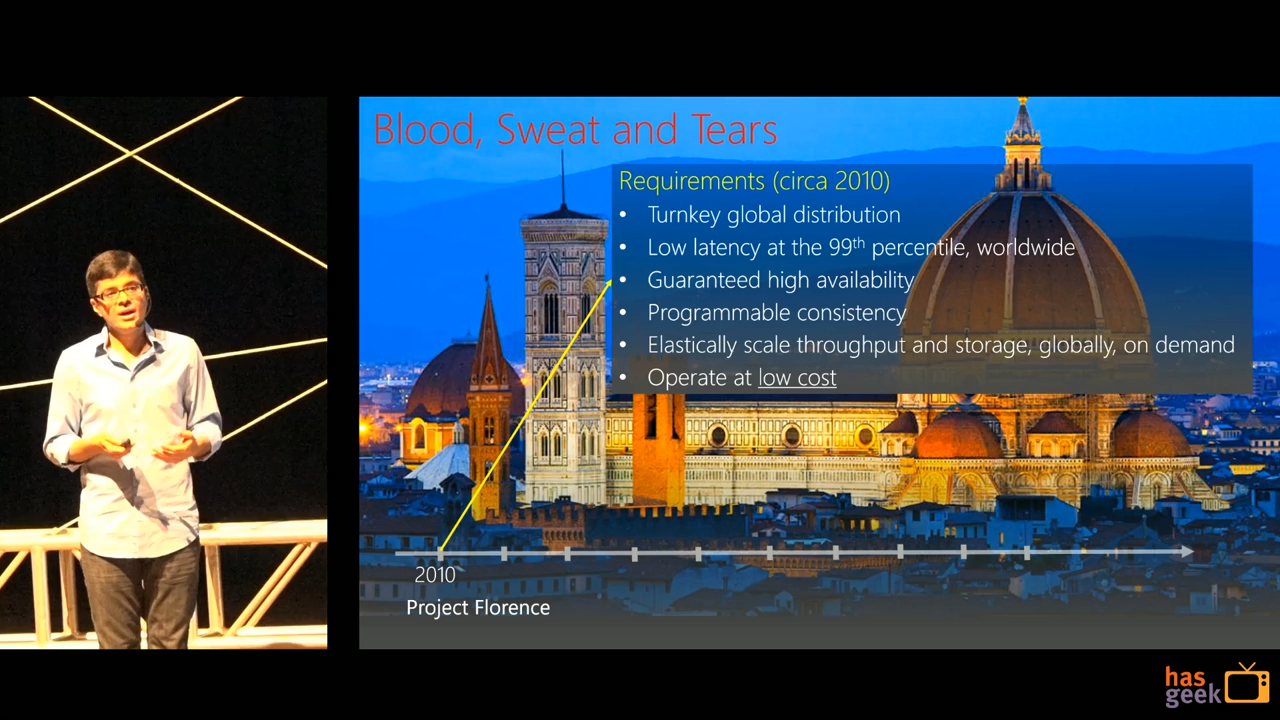 Blood, Sweat and Tears
Requirements (circa 2010)
• Turnkey global distribution
• Low latency at the 99th percentile, worldwide
• Guaranteed high availability
• Programmable consistency
• Elastically scale throughput and storage, globally, on demand
• Operate at low cost
2010
Project Florence
has
geek